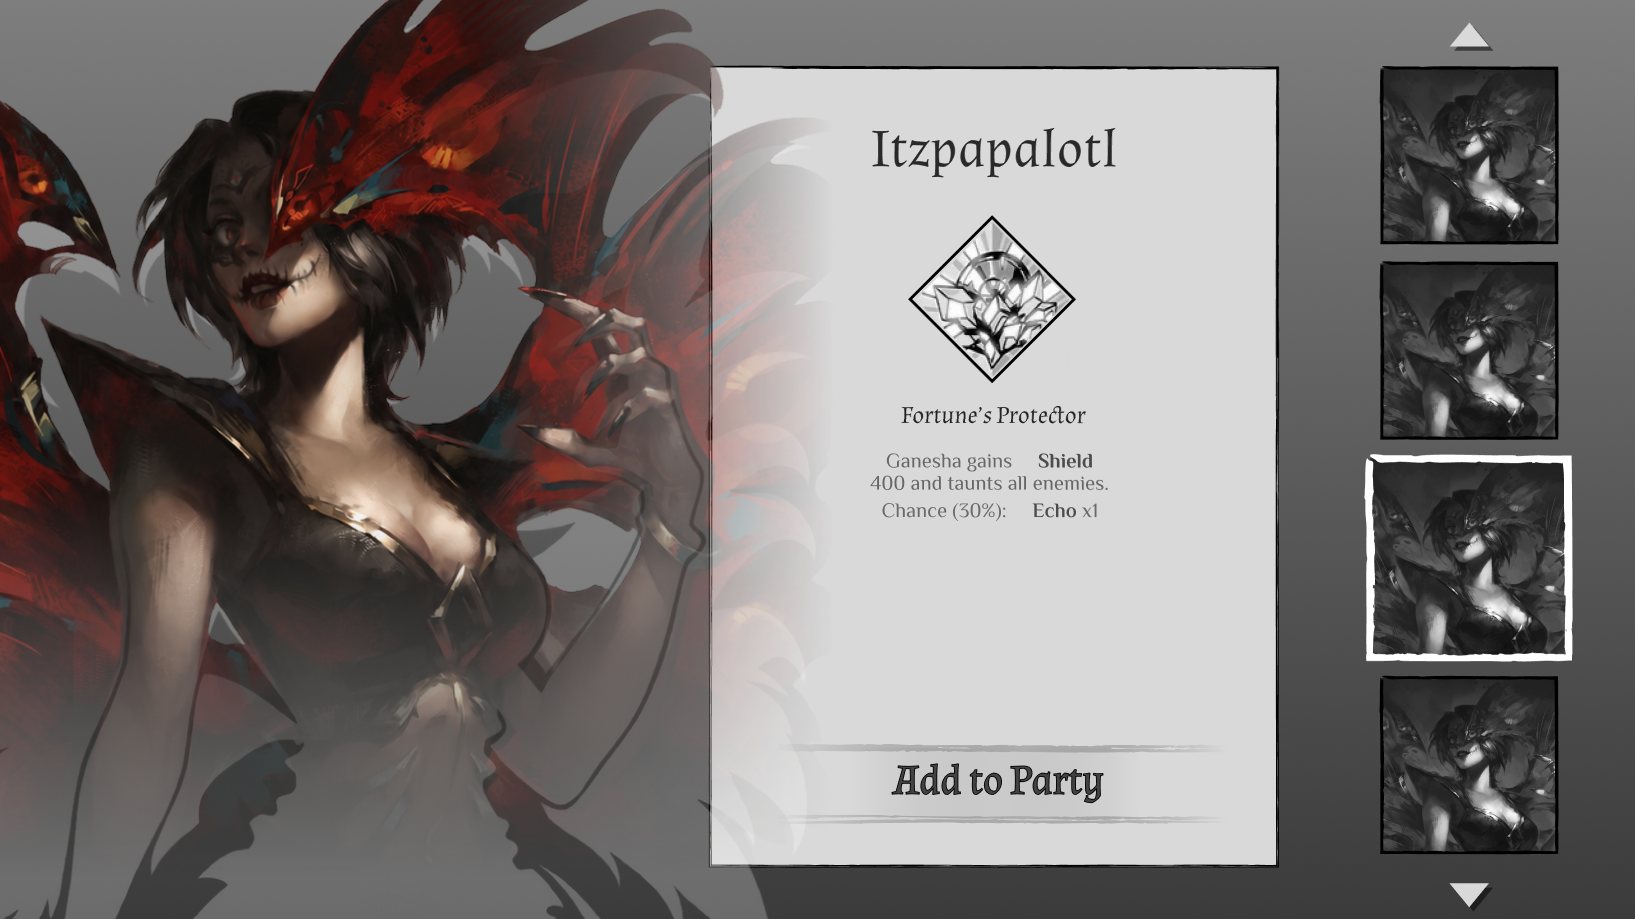 Itzpapalotl
Fortune's Protector
Ganesha gains Shield
400 and taunts all enemies.
Chance (30%): Echo x1
Add to Party